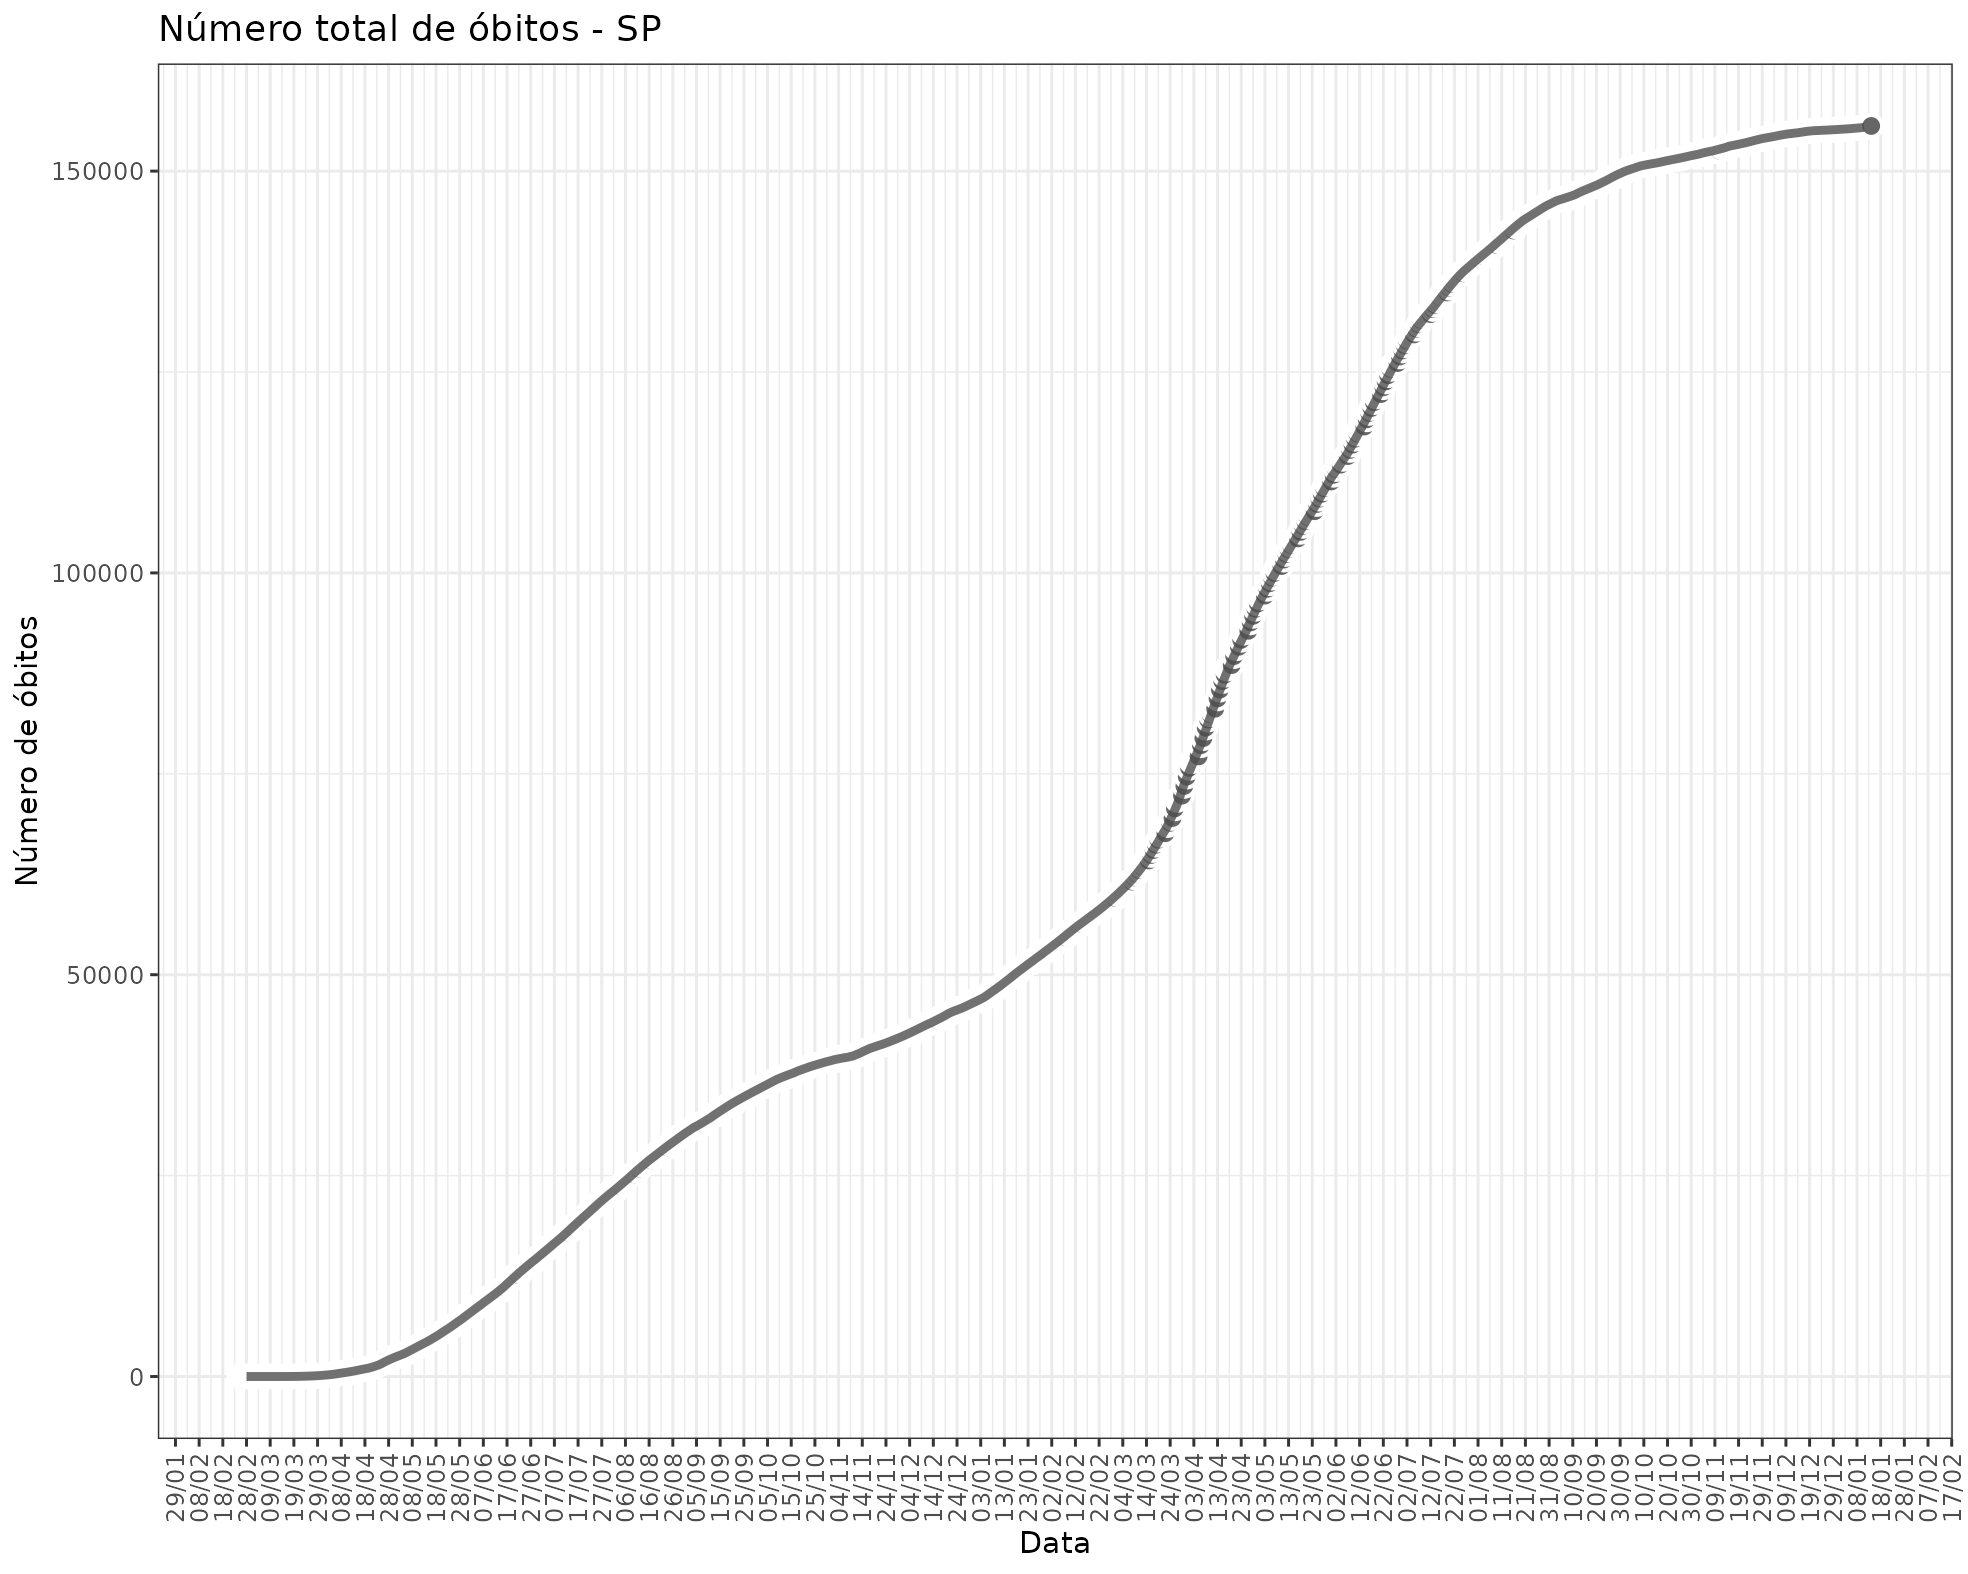 Número total de óbitos - SP
Número de óbitos
150000
100000
50000
0
29/01 08/02 18/02 28/02 09/03 19/03 29/03 08/04 18/04 28/04 08/05 18/05 28/05 07/06 17/06 27/06 07/07 17/07 27/07 06/08 16/08 26/08 05/09 15/09 25/09 05/10 15/10 25/10 04/11 14/11 24/11 04/12 14/12 24/12 03/01 13/01 23/01 02/02 12/02 22/02 04/03 14/03 24/03 03/04 13/04 23/04 03/05 13/05 23/05 02/06 12/06 22/06 02/07 12/07 22/07 01/08 11/08 21/08 31/08 10/09 20/09 30/09 10/10 20/10 30/10 09/11 19/11 29/11 09/12 19/12 29/12 08/01 18/01 28/01 07/02 17/02
Data